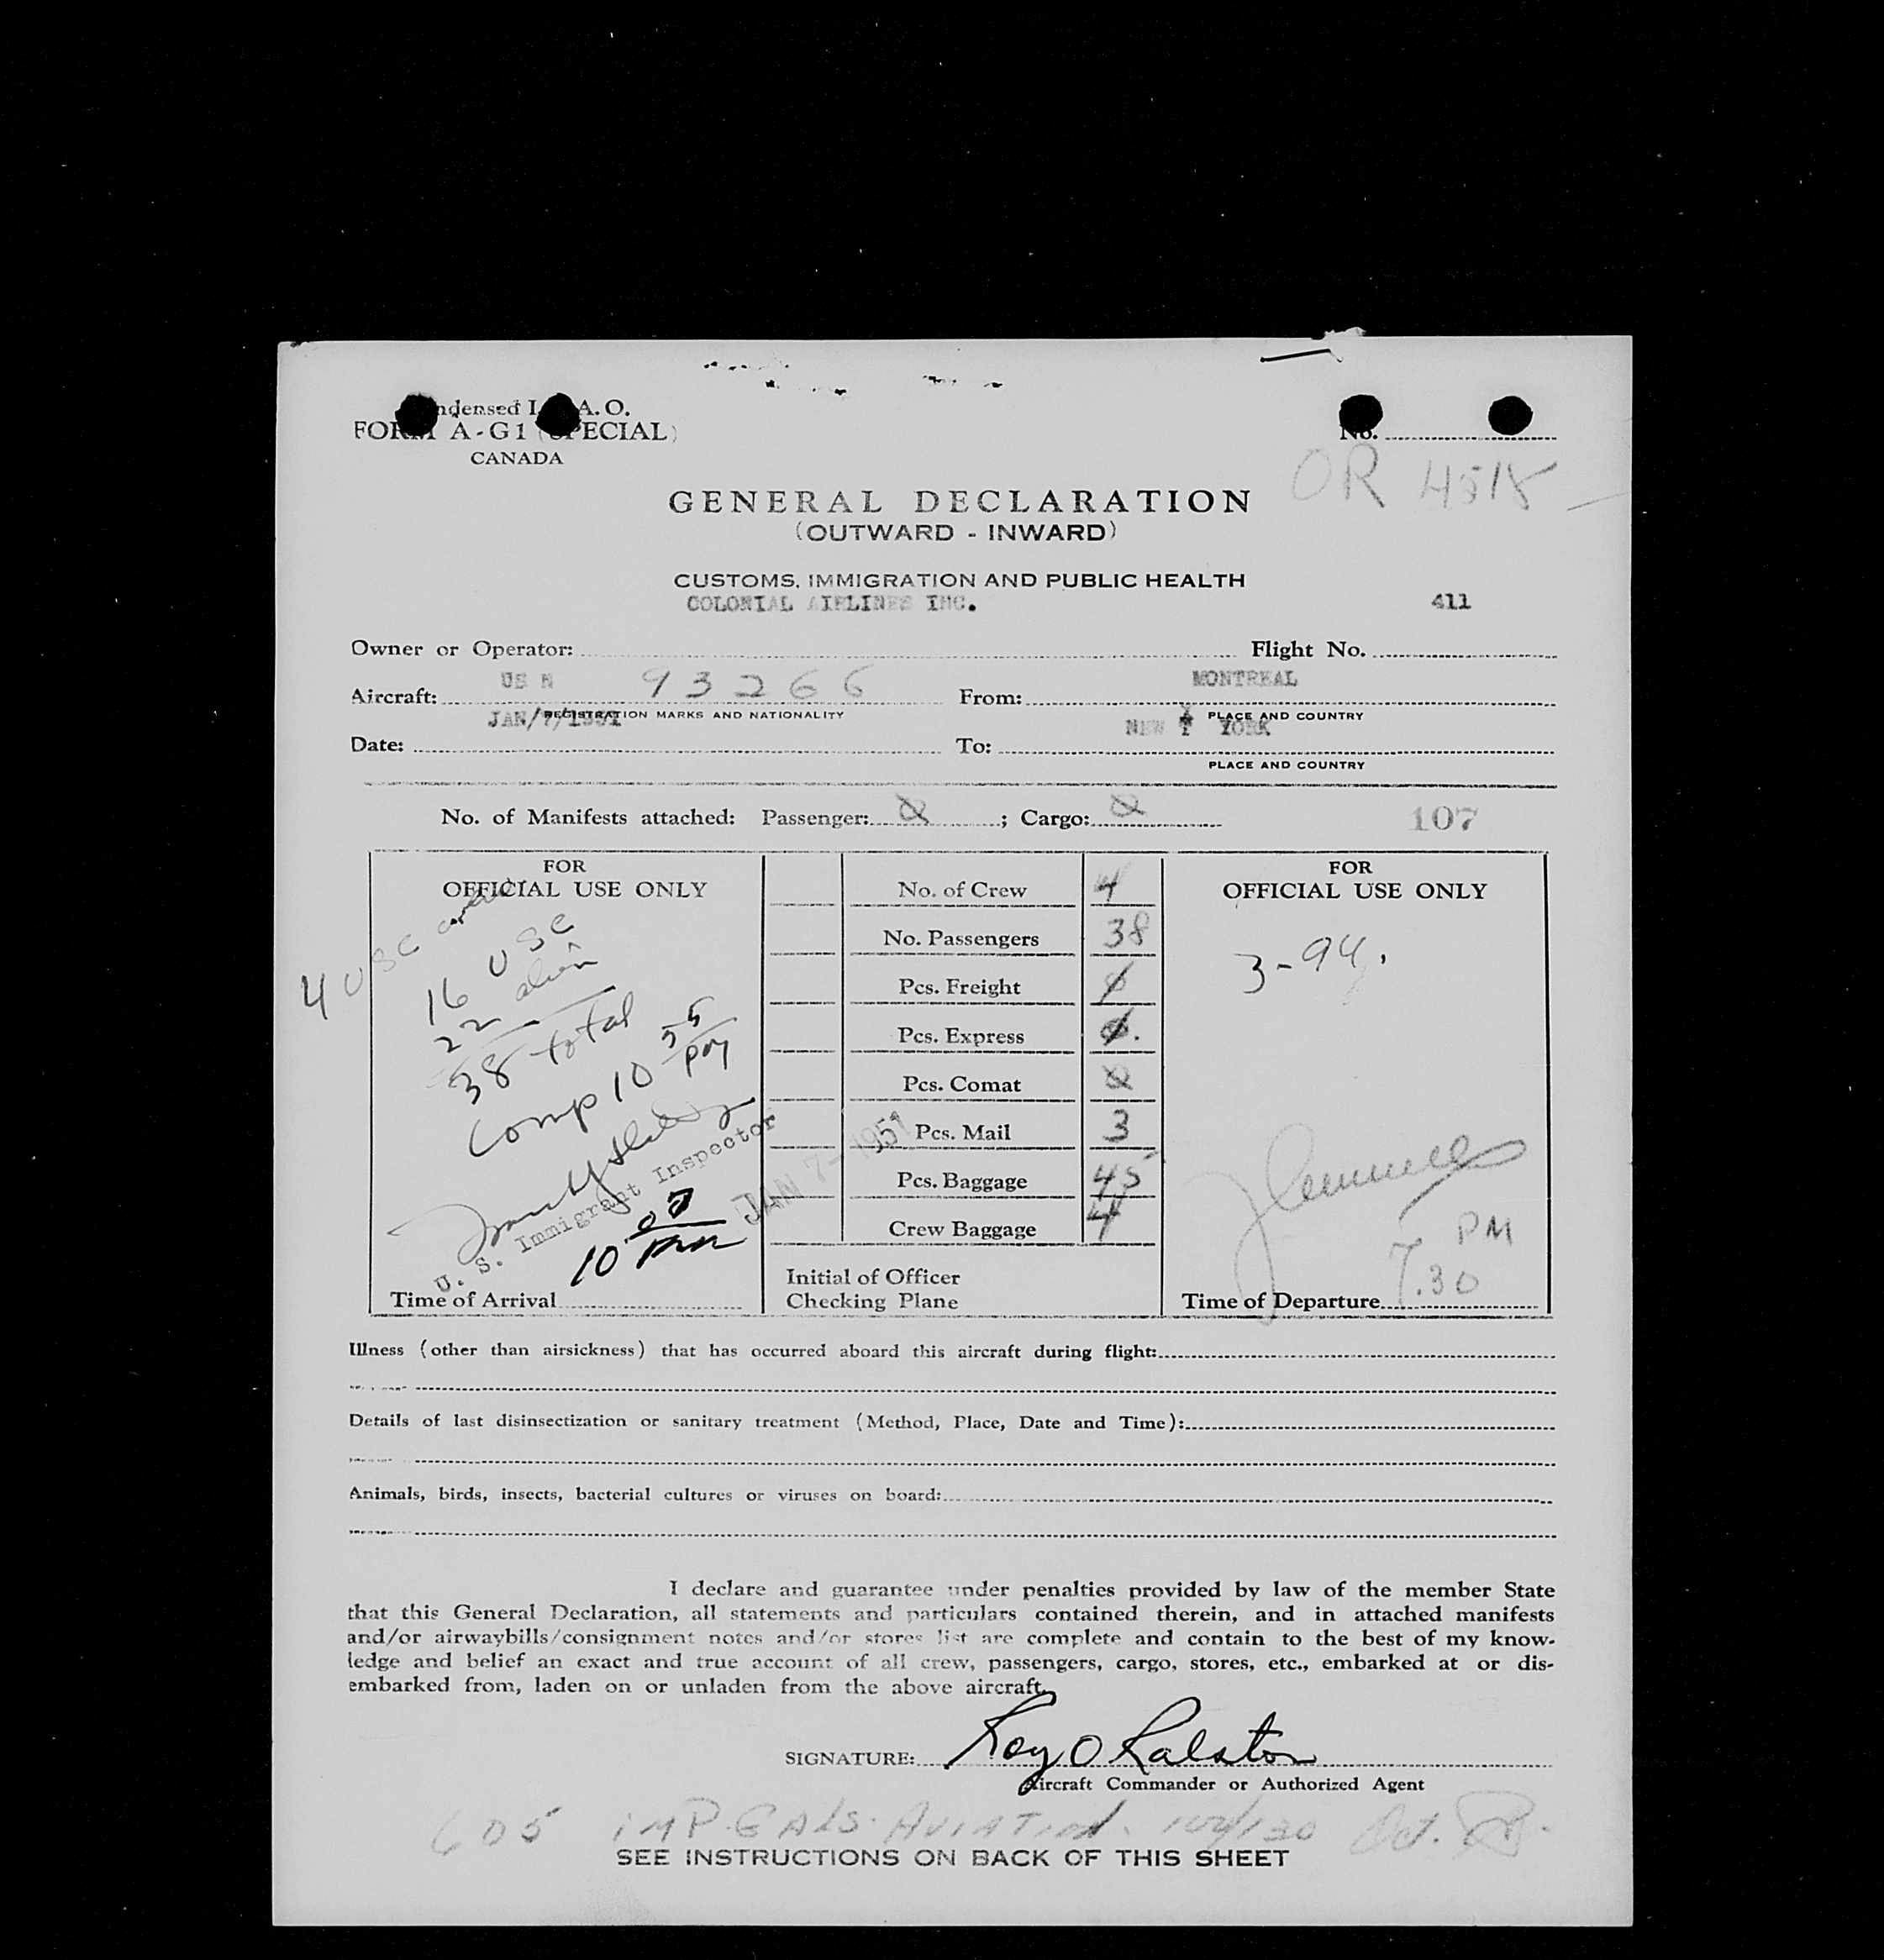 Condensed I.C.A.O.
FORM A-G1 (SPECIAL)
CANADA
No.
OR 4518
GENERAL DECLARATION
(OUTWARD - INWARD)
CUSTOMS, IMMIGRATION AND PUBLIC HEALTH
COLONIAL AIRLINES INC. 411
Owner or Operator: Flight No.
US N 93266 MONTREAL
Aircraft: From:
REGISTRATION MARKS AND NATIONALITY PLACE AND COUNTRY
JAN/7/1951 NEW YORK
Date: To:
PLACE AND COUNTRY
No. of Manifests attached: Passenger: 0 ; Cargo: 0 107
FOR
OFFICIAL USE ONLY
4 USC
16 USC
22 alien
38 total
Comp 10 55 pm
U. S. Immigrant Inspector
10 00 pm
Time of Arrival
JAN 7 - 1951
No. of Crew 4
No. Passengers 38
Pcs. Freight 0
Pcs. Express 0.
Pcs. Comat 0
Pcs. Mail 3
Pcs. Baggage 45
Crew Baggage 4
Initial of Officer
Checking Plane
FOR
OFFICIAL USE ONLY
3-94.
PM
7.30
Time of Departure
Illness (other than airsickness) that has occurred aboard this aircraft during flight:
Details of last disinsectization or sanitary treatment (Method, Place, Date and Time):
Animals, birds, insects, bacterial cultures or viruses on board:
I declare and guarantee under penalties provided by law of the member State
that this General Declaration, all statements and particulars contained therein, and in attached manifests
and/or airwaybills/consignment notes and/or stores list are complete and contain to the best of my know-
ledge and belief an exact and true account of all crew, passengers, cargo, stores, etc., embarked at or dis-
embarked from, laden on or unladen from the above aircraft.
SIGNATURE: Roy O Ralston
Aircraft Commander or Authorized Agent
605 IMP. GALS. AVIATION. 100/130
SEE INSTRUCTIONS ON BACK OF THIS SHEET